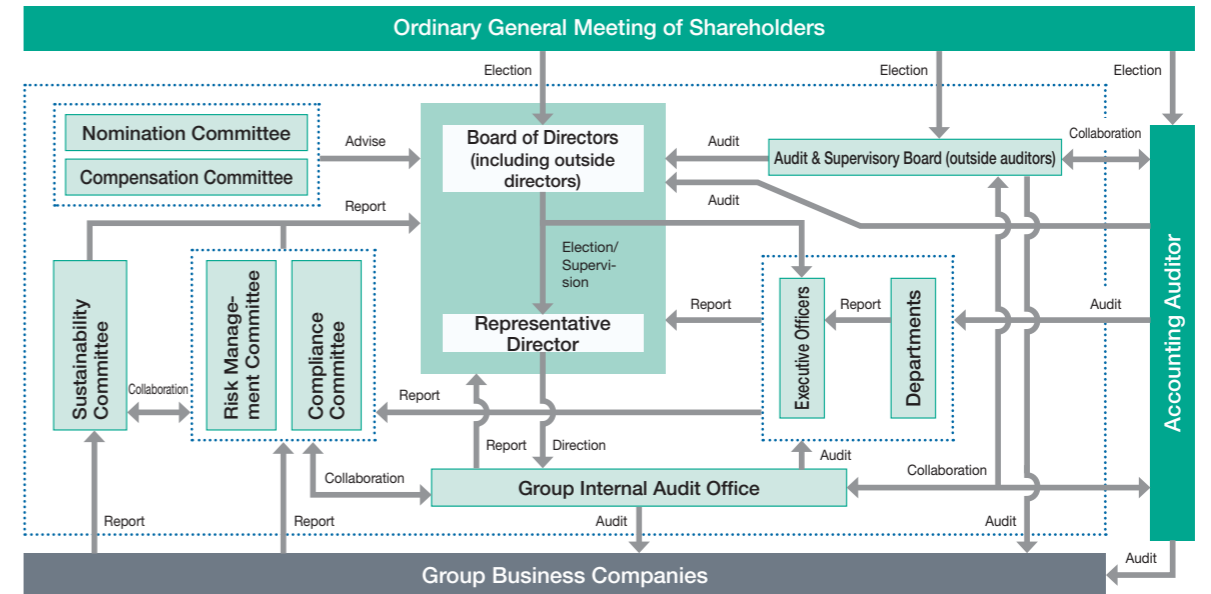 Ordinary General Meeting of Shareholders
Election
Election
Election
Nomination Committee
Compensation Committee
Advise
Board of Directors
(including outside
directors)
Audit
Audit & Supervisory Board (outside auditors)
Collaboration
Report
Audit
Election/
Supervi-
sion
Sustainability
Committee
Collaboration
Risk Manage-
ment Committee
Compliance
Committee
Representative
Director
Report
Executive Officers
Report
Departments
Audit
Accounting Auditor
Report
Report
Direction
Audit
Collaboration
Collaboration
Group Internal Audit Office
Report
Report
Audit
Audit
Audit
Group Business Companies